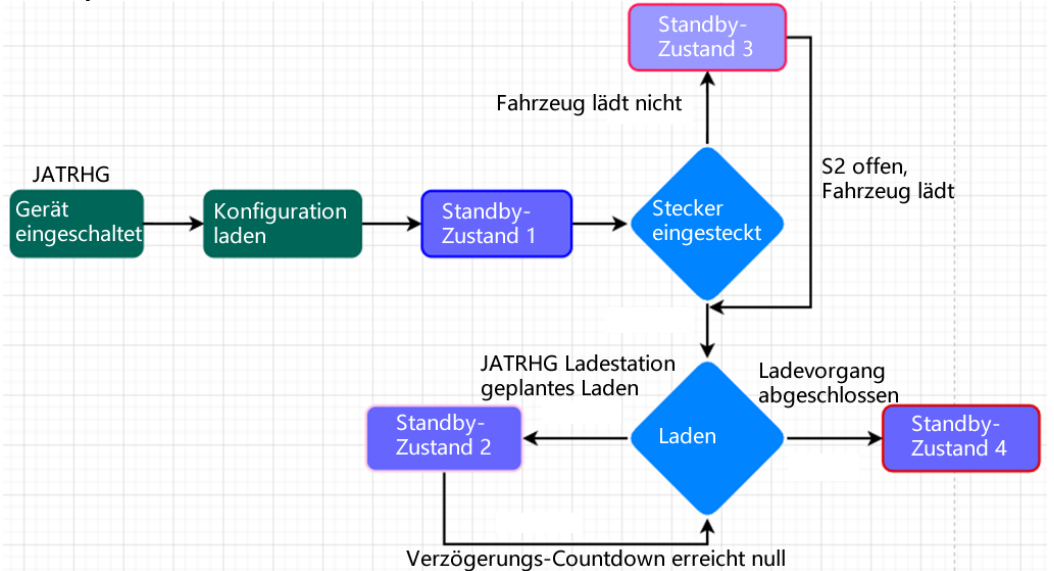 Standby-
Zustand 3
Fahrzeug lädt nicht
S2 offen,
Fahrzeug lädt
JATRHG
Gerät
eingeschaltet
Konfiguration
laden
Standby-
Zustand 1
Stecker
eingesteckt
JATRHG Ladestation
geplantes Laden
Ladevorgang
abgeschlossen
Standby-
Zustand 2
Laden
Standby-
Zustand 4
Verzögerungs-Countdown erreicht null